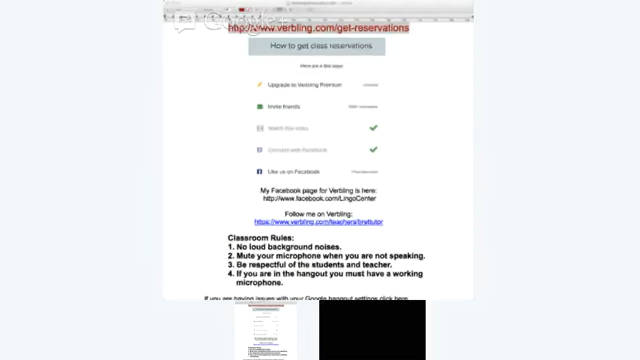 Google+
http://www.verbling.com/get-reservations
How to get class reservations
Here are a few ways:
Upgrade to Verbling Premium
Invite friends
Watch this video
Connect with Facebook
Like us on Facebook
My Facebook page for Verbling is here:
http://www.facebook.com/LingoCenter
Follow me on Verbling:
https://www.verbling.com/teachers/brettutor
Classroom Rules:
1. No loud background noises.
2. Mute your microphone when you are not speaking.
3. Be respectful of the students and teacher.
4. If you are in the hangout you must have a working
microphone.
If you are having issues with your Google hangout settings click here